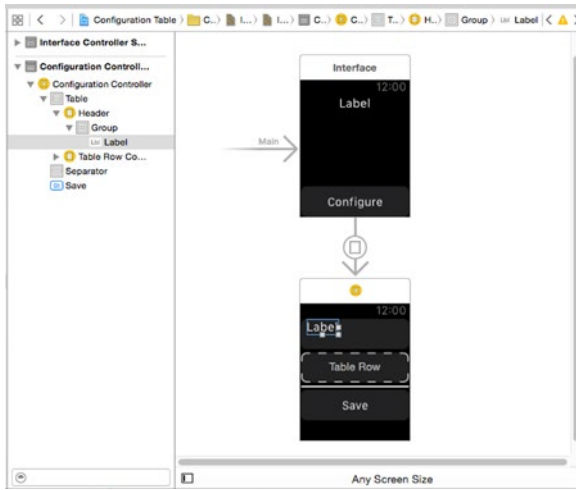 Configuration Table C... I... I... C... C... T... H... Group Label
Interface Controller S...
Configuration Controll...
Configuration Controller
Table
Header
Group
Label
Table Row Co...
Separator
Save
Interface
12:00
Label
Main
Configure
12:00
Label
Table Row
Save
Any Screen Size